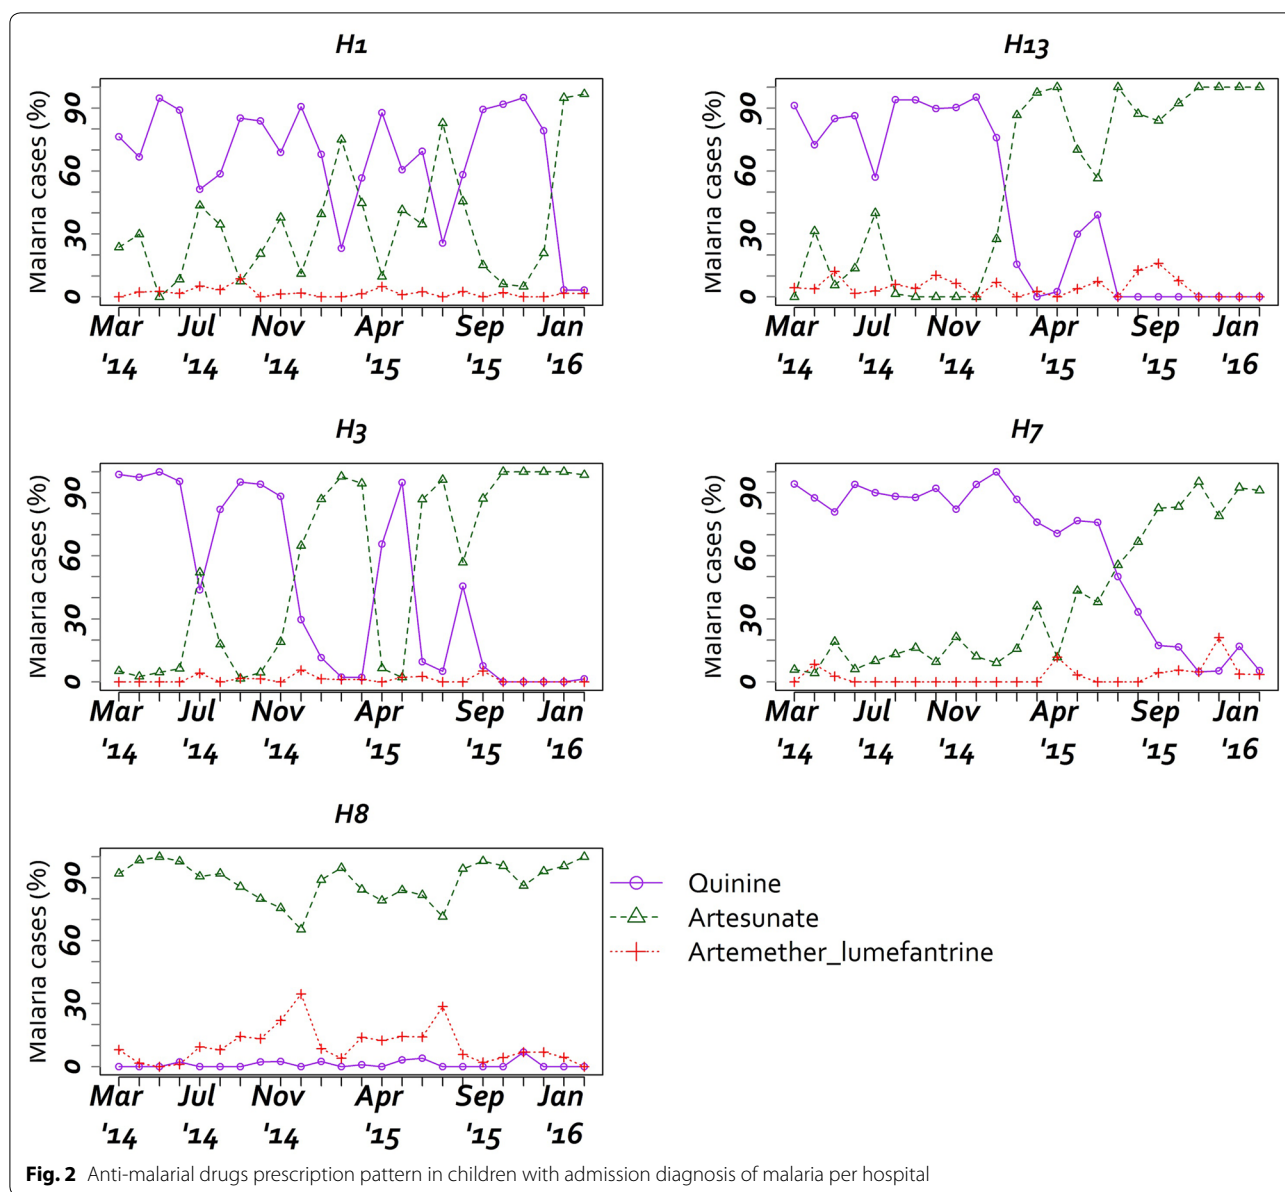 H1
Malaria cases (%)
90
60
30
0
Mar Jul Nov Apr Sep Jan
'14 '14 '14 '15 '15 '16
H13
Malaria cases (%)
90
60
30
0
Mar Jul Nov Apr Sep Jan
'14 '14 '14 '15 '15 '16
H3
Malaria cases (%)
90
60
30
0
Mar Jul Nov Apr Sep Jan
'14 '14 '14 '15 '15 '16
H7
Malaria cases (%)
90
60
30
0
Mar Jul Nov Apr Sep Jan
'14 '14 '14 '15 '15 '16
H8
Malaria cases (%)
90
60
30
0
Mar Jul Nov Apr Sep Jan
'14 '14 '14 '15 '15 '16
Quinine
Artesunate
Artemether_lumefantrine
Fig. 2 Anti-malarial drugs prescription pattern in children with admission diagnosis of malaria per hospital